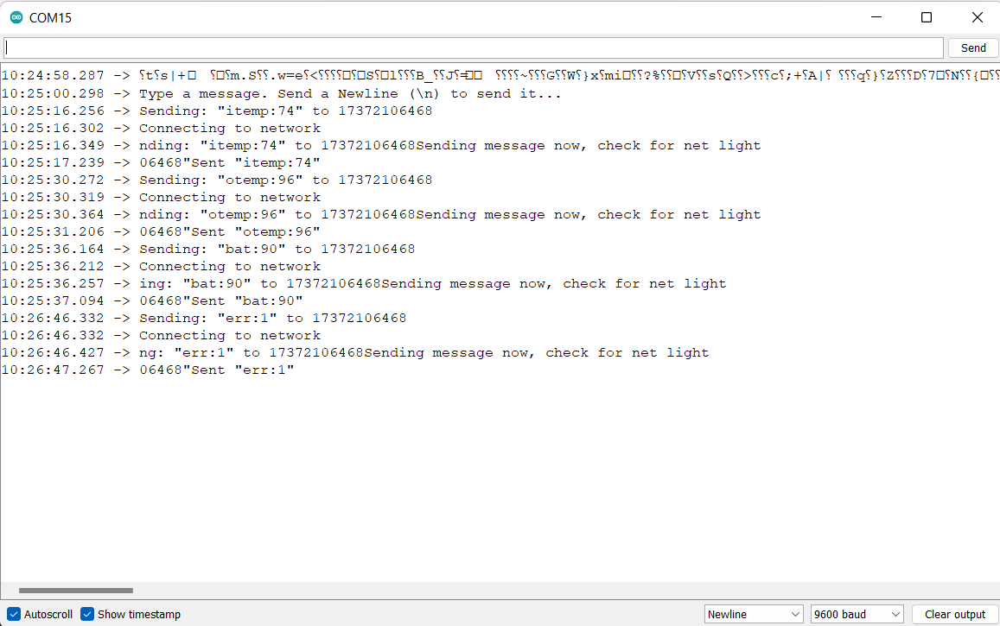 COM15
Send
10:24:58.287 ->
10:25:00.298 -> Type a message. Send a Newline (\n) to send it...
10:25:16.256 -> Sending: "itemp:74" to 17372106468
10:25:16.302 -> Connecting to network
10:25:16.349 -> nding: "itemp:74" to 17372106468Sending message now, check for net light
10:25:17.239 -> 06468"Sent "itemp:74"
10:25:30.272 -> Sending: "otemp:96" to 17372106468
10:25:30.319 -> Connecting to network
10:25:30.364 -> nding: "otemp:96" to 17372106468Sending message now, check for net light
10:25:31.206 -> 06468"Sent "otemp:96"
10:25:36.164 -> Sending: "bat:90" to 17372106468
10:25:36.212 -> Connecting to network
10:25:36.257 -> ing: "bat:90" to 17372106468Sending message now, check for net light
10:25:37.094 -> 06468"Sent "bat:90"
10:26:46.332 -> Sending: "err:1" to 17372106468
10:26:46.332 -> Connecting to network
10:26:46.427 -> ng: "err:1" to 17372106468Sending message now, check for net light
10:26:47.267 -> 06468"Sent "err:1"
Autoscroll Show timestamp Newline 9600 baud Clear output